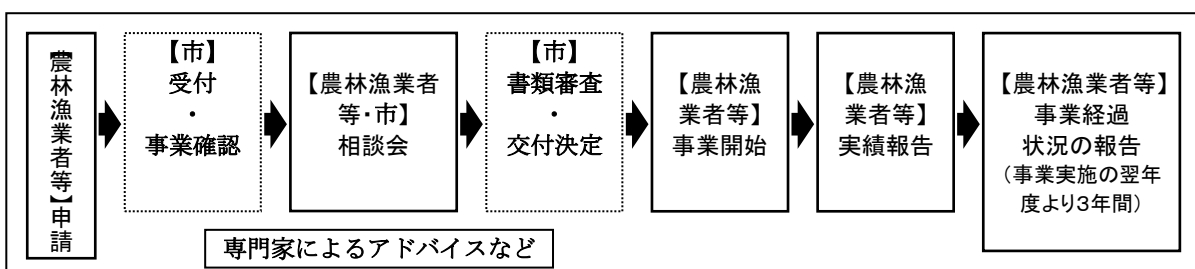 【農林漁業者等】申請
【市】
受付
・
事業確認
【農林漁業者
等・市】
相談会
【市】
書類審査
・
交付決定
【農林漁
業者等】
事業開始
【農林漁
業者等】
実績報告
【農林漁業者等】
事業経過
状況の報告
（事業実施の翌年
度より3年間）
専門家によるアドバイスなど